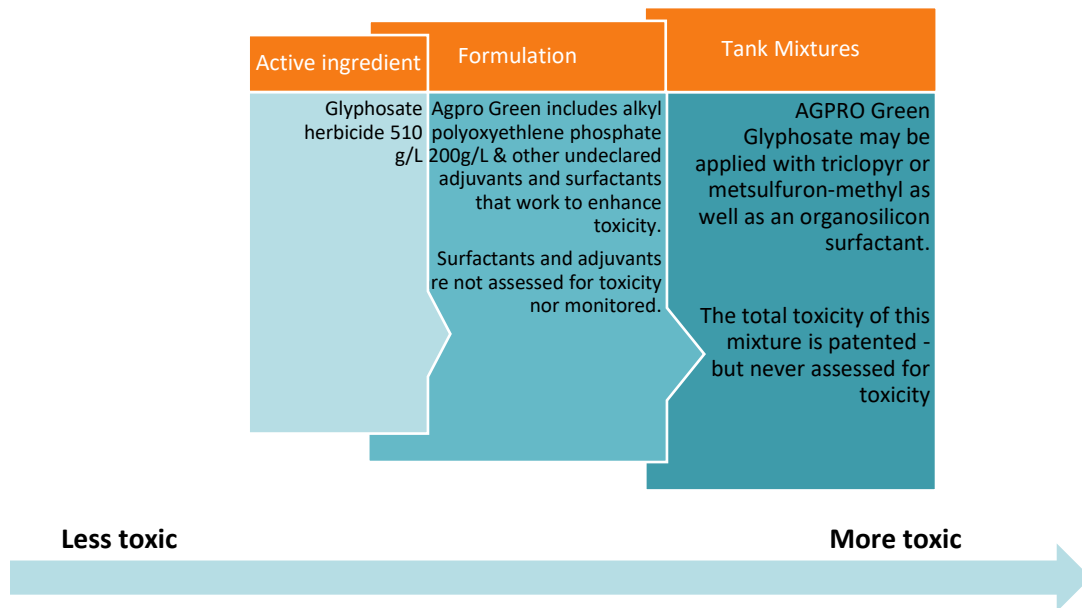 Active ingredient
Glyphosate
herbicide 510
g/L
Formulation
Agpro Green includes alkyl
polyoxyethlene phosphate
200g/L & other undeclared
adjuvants and surfactants
that work to enhance
toxicity.
Surfactants and adjuvants
re not assessed for toxicity
nor monitored.
Tank Mixtures
AGPRO Green
Glyphosate may be
applied with triclopyr or
metsulfuron-methyl as
well as an organosilicon
surfactant.
The total toxicity of this
mixture is patented -
but never assessed for
toxicity
Less toxic
More toxic